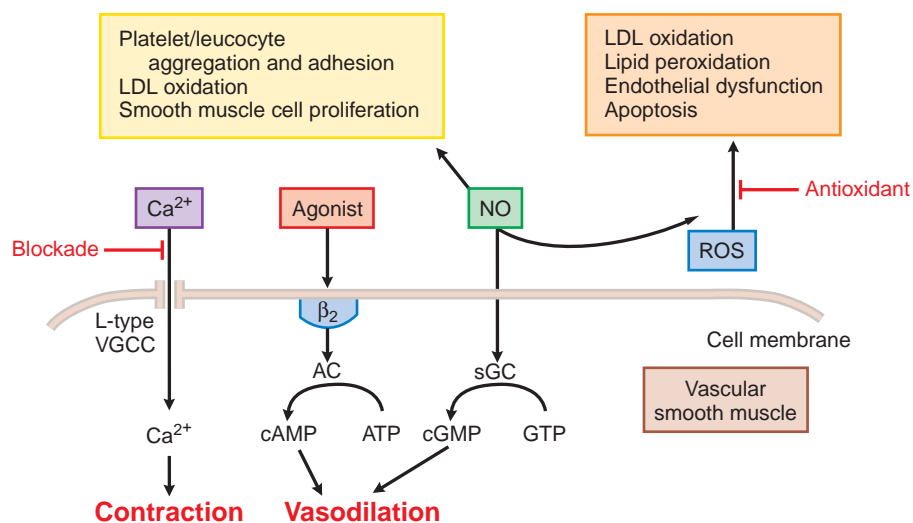 Platelet/leucocyte
aggregation and adhesion
LDL oxidation
Smooth muscle cell proliferation
LDL oxidation
Lipid peroxidation
Endothelial dysfunction
Apoptosis
Antioxidant
Ca²⁺
Agonist
NO
ROS
Blockade
L-type
VGCC
β₂
Cell membrane
AC
sGC
Vascular
smooth muscle
Ca²⁺
cAMP
ATP
cGMP
GTP
Contraction
Vasodilation